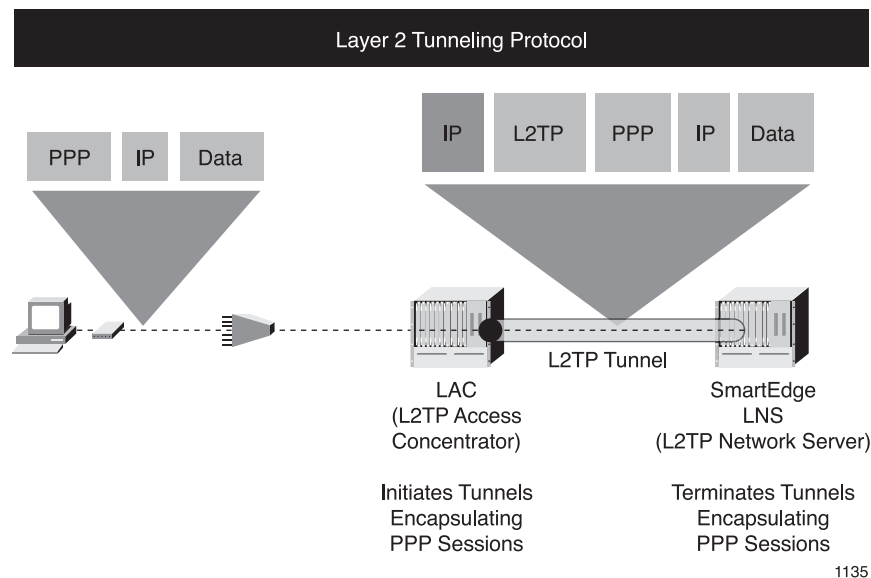 Layer 2 Tunneling Protocol
PPP IP Data
IP L2TP PPP IP Data
L2TP Tunnel
LAC
(L2TP Access
Concentrator)
SmartEdge
LNS
(L2TP Network Server)
Initiates Tunnels
Encapsulating
PPP Sessions
Terminates Tunnels
Encapsulating
PPP Sessions
1135